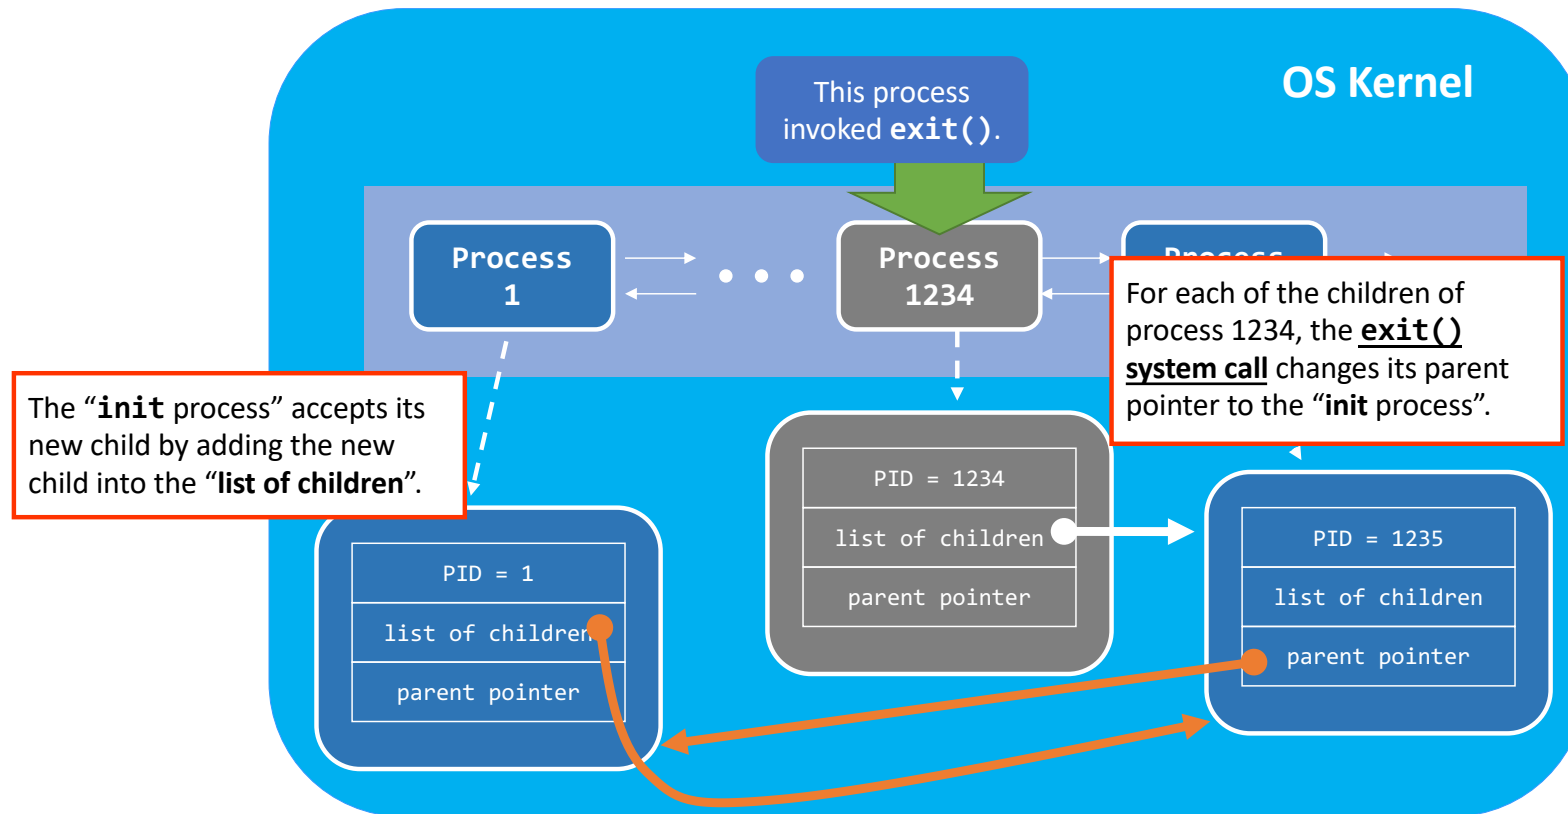 OS Kernel
This process
invoked exit().
Process
1
Process
1234
Process
For each of the children of
process 1234, the exit()
system call changes its parent
pointer to the “init process”.
The “init process” accepts its
new child by adding the new
child into the “list of children”.
PID = 1234
list of children
parent pointer
PID = 1235
list of children
parent pointer
PID = 1
list of children
parent pointer